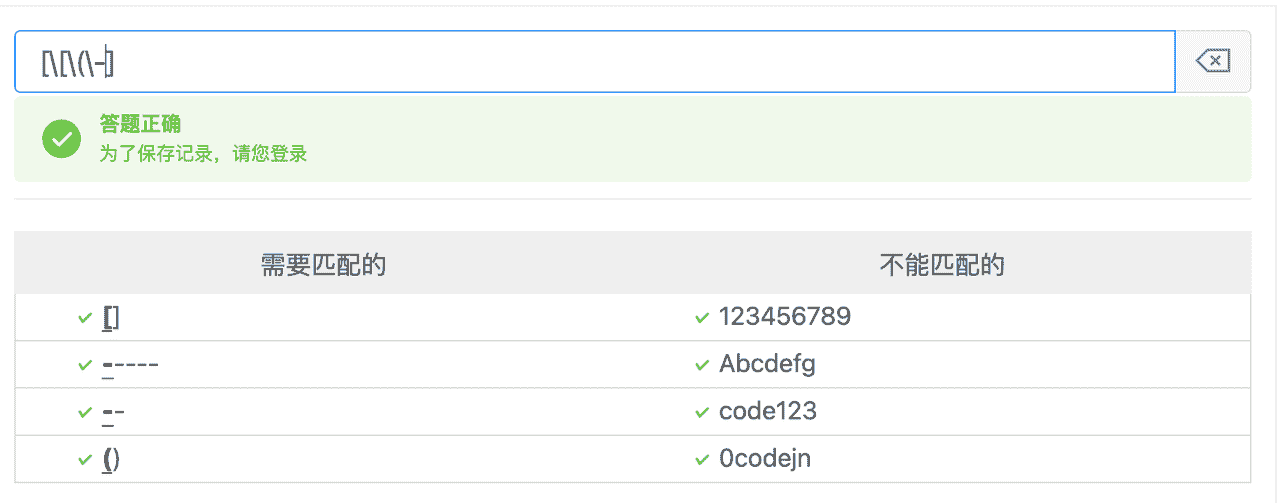 [\[\(\-]
答题正确
为了保存记录，请您登录
需要匹配的 不能匹配的
[] 123456789
------ Abcdefg
-- code123
() 0codejn